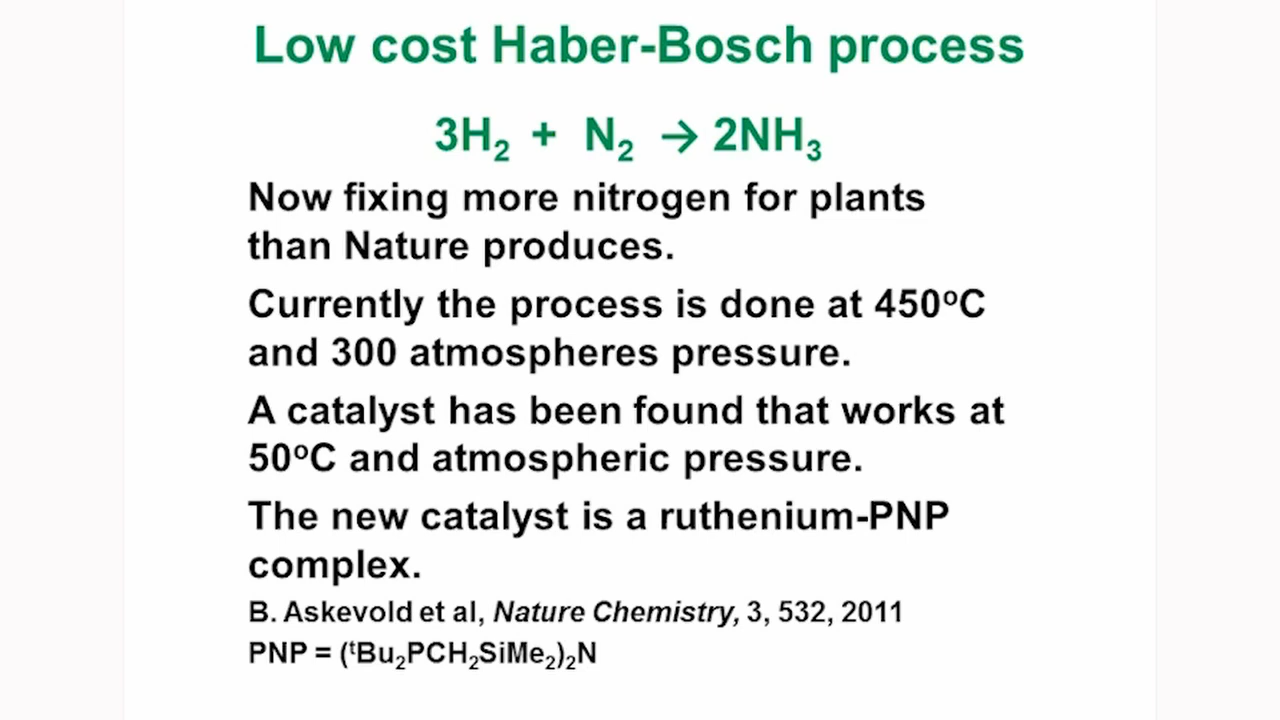 Low cost Haber-Bosch process
3H₂ + N₂ → 2NH₃
Now fixing more nitrogen for plants
than Nature produces.
Currently the process is done at 450ºC
and 300 atmospheres pressure.
A catalyst has been found that works at
50ºC and atmospheric pressure.
The new catalyst is a ruthenium-PNP
complex.
B. Askevold et al, Nature Chemistry, 3, 532, 2011
PNP = (ᵗBu₂PCH₂SiMe₂)₂N